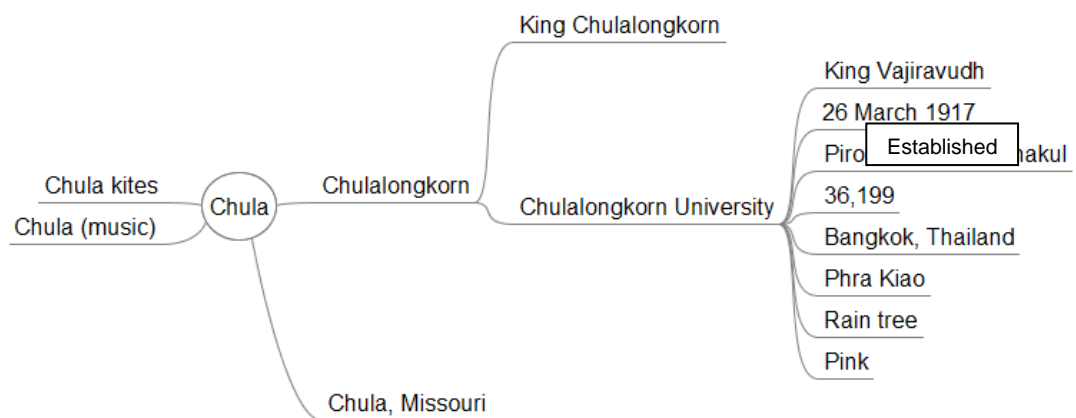 King Chulalongkorn
King Vajiravudh
26 March 1917
Established
Chula kites
Chula
Chulalongkorn
Chula (music)
Chulalongkorn University
36,199
Bangkok, Thailand
Phra Kiao
Rain tree
Pink
Chula, Missouri